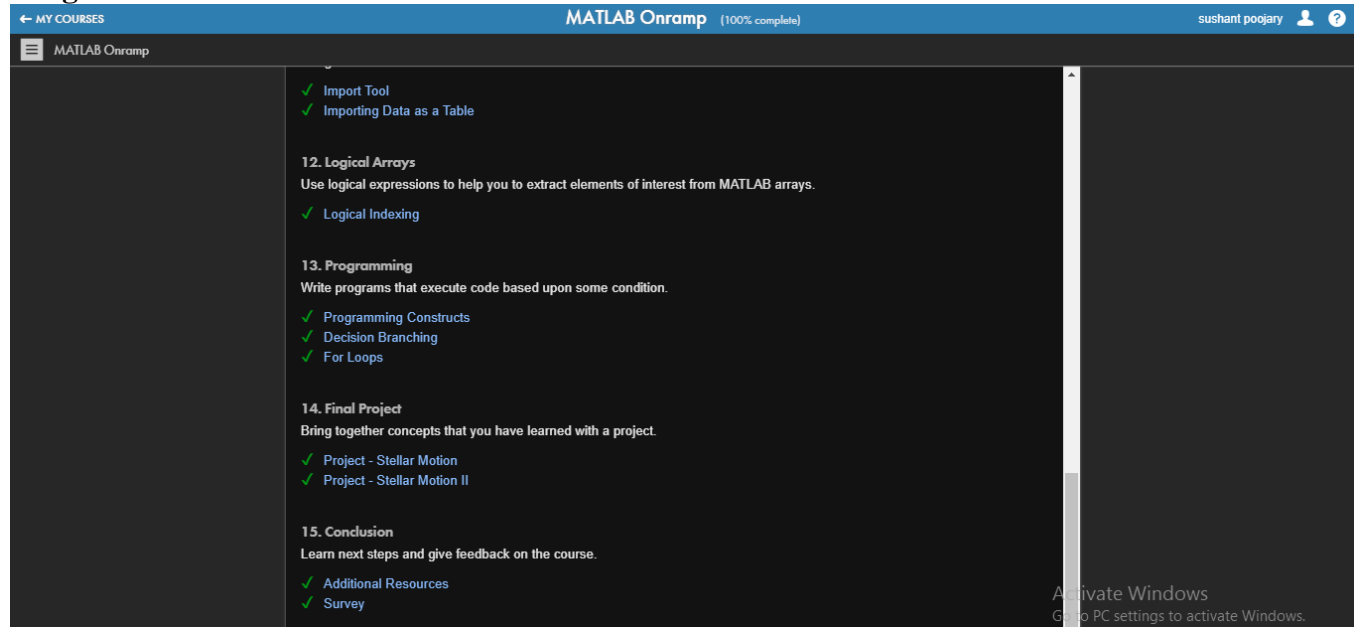 ← MY COURSES MATLAB Onramp (100% complete) sushant poojary ?
MATLAB Onramp
✓ Import Tool
✓ Importing Data as a Table
12. Logical Arrays
Use logical expressions to help you to extract elements of interest from MATLAB arrays.
✓ Logical Indexing
13. Programming
Write programs that execute code based upon some condition.
✓ Programming Constructs
✓ Decision Branching
✓ For Loops
14. Final Project
Bring together concepts that you have learned with a project.
✓ Project - Stellar Motion
✓ Project - Stellar Motion II
15. Conclusion
Learn next steps and give feedback on the course.
✓ Additional Resources
✓ Survey
Activate Windows
Go to PC settings to activate Windows.